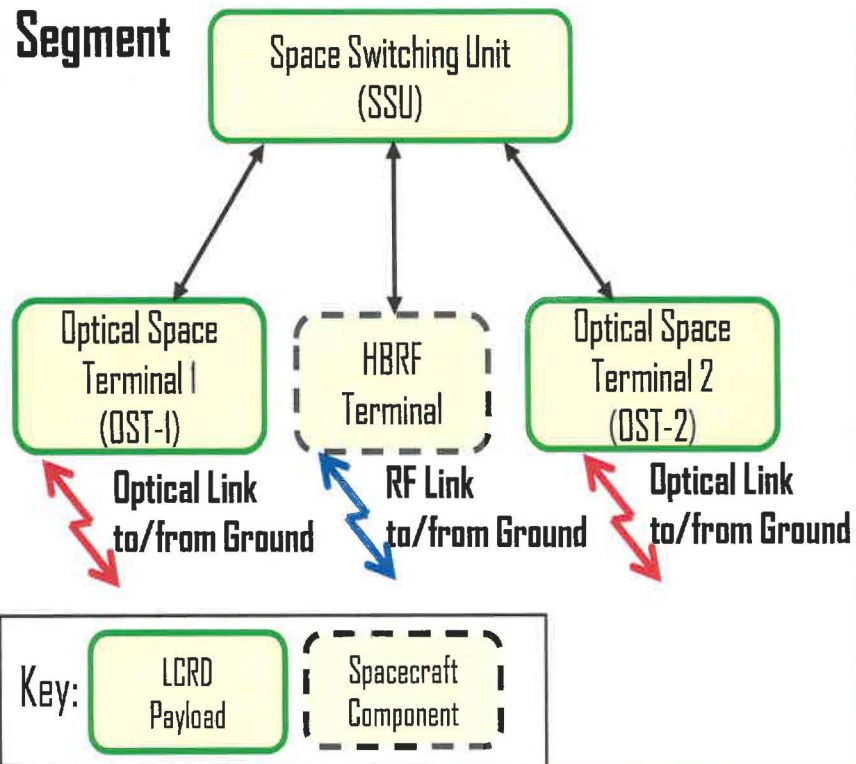 Segment
Space Switching Unit
(SSU)
Optical Space
Terminal 1
(OST-1)
HBRF
Terminal
Optical Space
Terminal 2
(OST-2)
Optical Link
to/from Ground
RF Link
to/from Ground
Optical Link
to/from Ground
Key:
LCRD
Payload
Spacecraft
Component